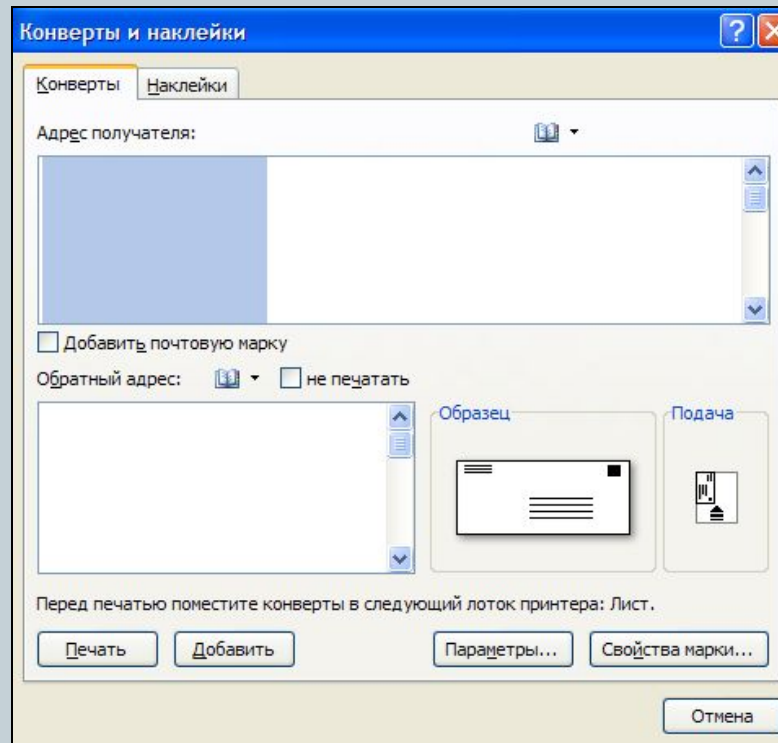 Конверты и наклейки
Конверты Наклейки
Адрес получателя:
Добавить почтовую марку
Обратный адрес: не печатать
Образец Подача
Перед печатью поместите конверты в следующий лоток принтера: Лист.
Печать Добавить Параметры... Свойства марки...
Отмена